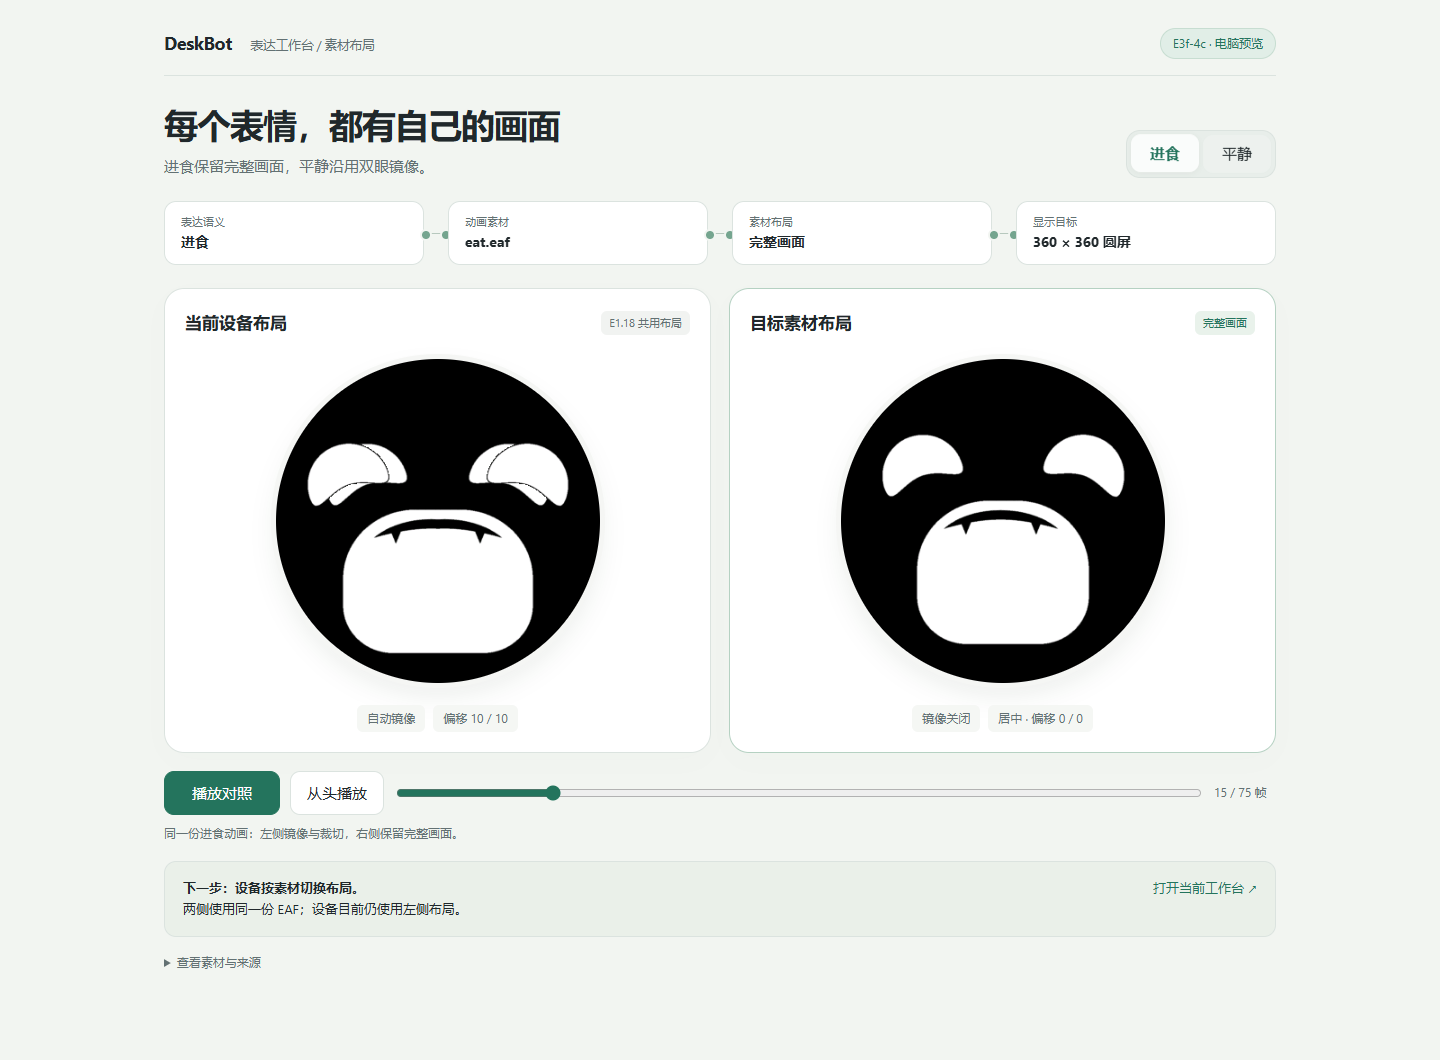 DeskBot 表达工作台 / 素材布局
E3f-4c · 电脑预览
每个表情，都有自己的画面
进食保留完整画面，平静沿用双眼镜像。
进食 平静
表达语义
进食
动画素材
eat.eaf
素材布局
完整画面
显示目标
360 × 360 圆屏
当前设备布局
E1.18 共用布局
自动镜像 偏移 10 / 10
目标素材布局
完整画面
镜像关闭 居中 · 偏移 0 / 0
播放对照 从头播放 15 / 75 帧
同一份进食动画：左侧镜像与裁切，右侧保留完整画面。
下一步：设备按素材切换布局。
两侧使用同一份 EAF；设备目前仍使用左侧布局。
打开当前工作台 ↗
▶ 查看素材与来源